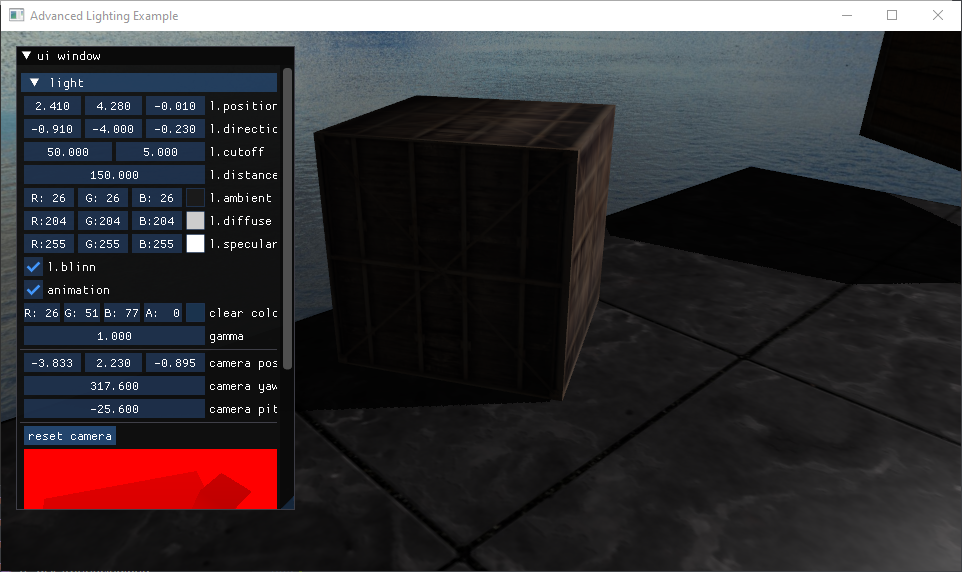 Advanced Lighting Example
ui window
light
2.410 4.280 -0.010 l.position
-0.910 -4.000 -0.230 l.directio
50.000 5.000 l.cutoff
150.000 l.distance
R: 26 G: 26 B: 26 l.ambient
R:204 G:204 B:204 l.diffuse
R:255 G:255 B:255 l.specular
l.blinn
animation
R: 26 G: 51 B: 77 A: 0 clear colo
1.000 gamma
-3.833 2.230 -0.895 camera pos
317.600 camera yaw
-25.600 camera pit
reset camera